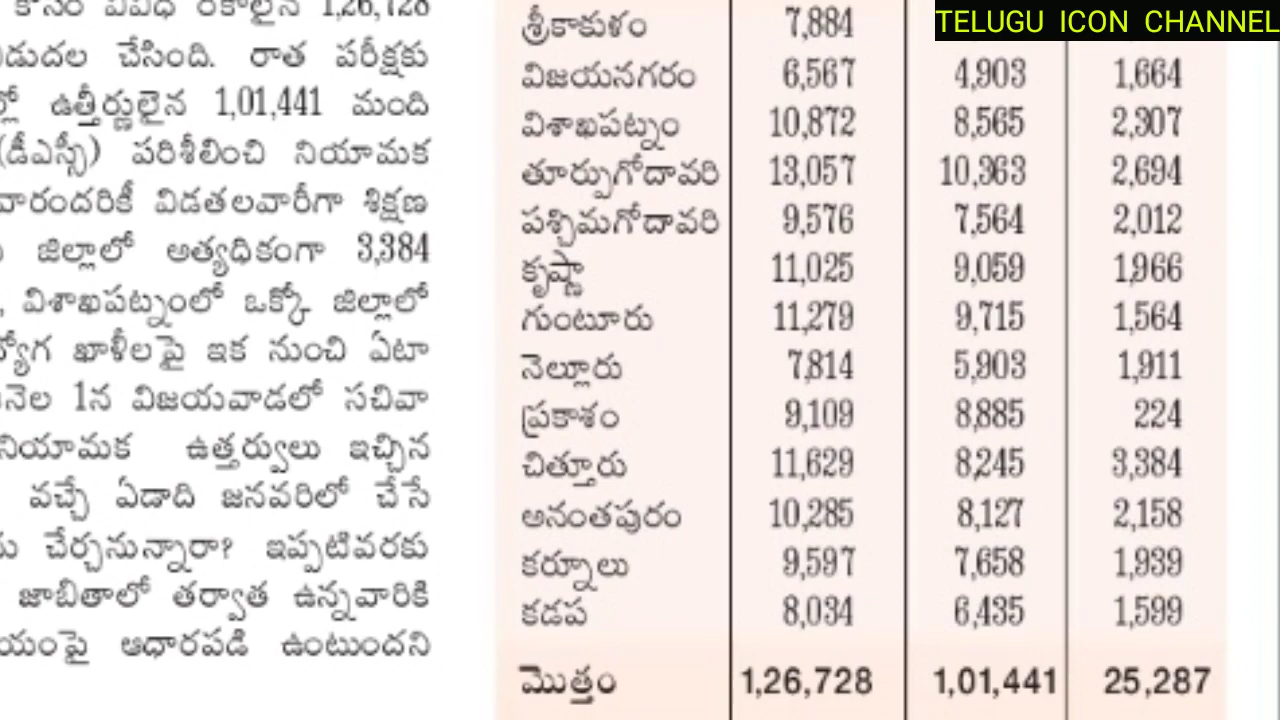 కోసం వివిధ రకాలైన 1,26,728
విడుదల చేసింది. రాత పరీక్షకు
ఉత్తీర్ణులైన 1,01,441 మంది
(డీఎస్సీ) పరిశీలించి నియామక
వారందరికీ విడతలవారీగా శిక్షణ
జిల్లాలో అత్యధికంగా 3,384
విశాఖపట్నంలో ఒక్కో జిల్లాలో
ఖాళీలపై ఇక నుంచి ఏటా
1న విజయవాడలో సచివా
నియామక ఉత్తర్వులు ఇచ్చిన
వచ్చే ఏడాది జనవరిలో చేసే
చేర్చనున్నారా? ఇప్పటివరకు
జాబితాలో తర్వాత ఉన్నవారికి
ఆధారపడి ఉంటుందని
TELUGU ICON CHANNEL
శ్రీకాకుళం 7,884
విజయనగరం 6,567 4,903 1,664
విశాఖపట్నం 10,872 8,565 2,307
తూర్పుగోదావరి 13,057 10,363 2,694
పశ్చిమగోదావరి 9,576 7,564 2,012
కృష్ణా 11,025 9,059 1,966
గుంటూరు 11,279 9,715 1,564
నెల్లూరు 7,814 5,903 1,911
ప్రకాశం 9,109 8,885 224
చిత్తూరు 11,629 8,245 3,384
అనంతపురం 10,285 8,127 2,158
కర్నూలు 9,597 7,658 1,939
కడప 8,034 6,435 1,599
మొత్తం 1,26,728 1,01,441 25,287